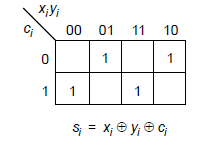 xᵢyᵢ
cᵢ
00 01 11 10
0 1 1
1 1 1
sᵢ = xᵢ ⊕ yᵢ ⊕ cᵢ